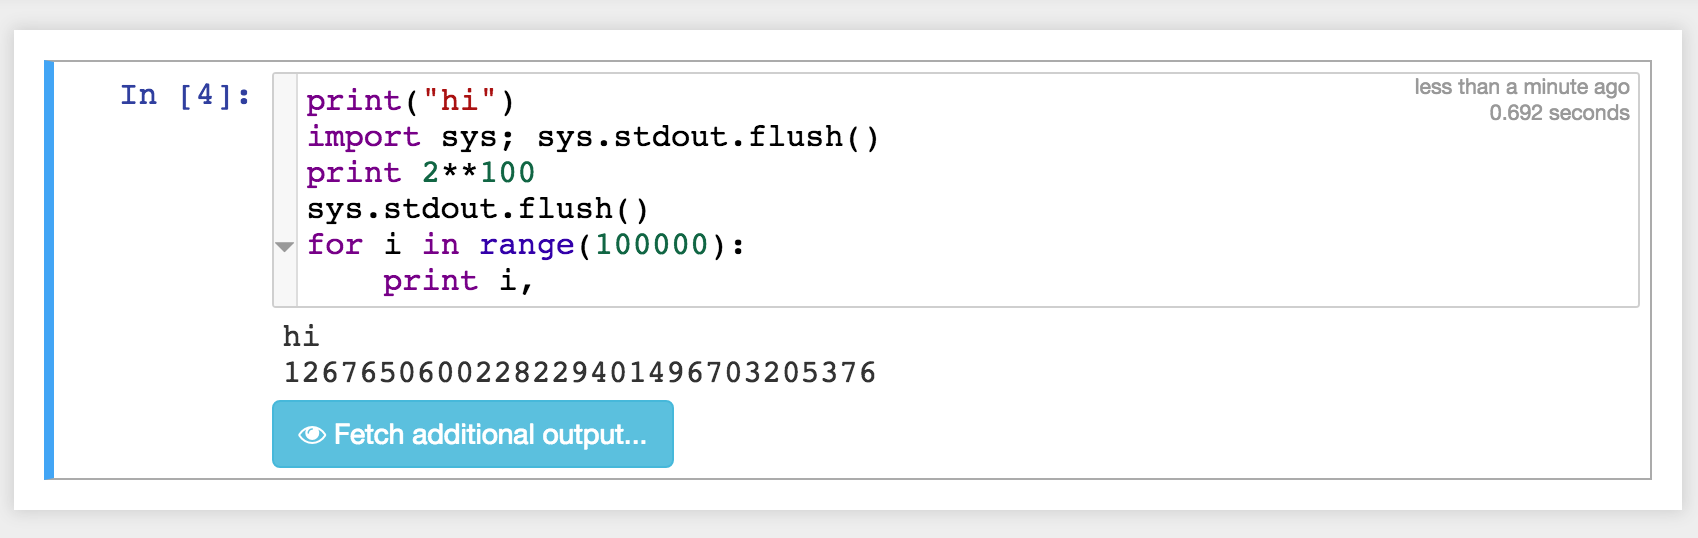 In [4]:
less than a minute ago
0.692 seconds
print("hi")
import sys; sys.stdout.flush()
print 2**100
sys.stdout.flush()
for i in range(100000):
    print i,
hi
1267650600228229401496703205376
Fetch additional output...